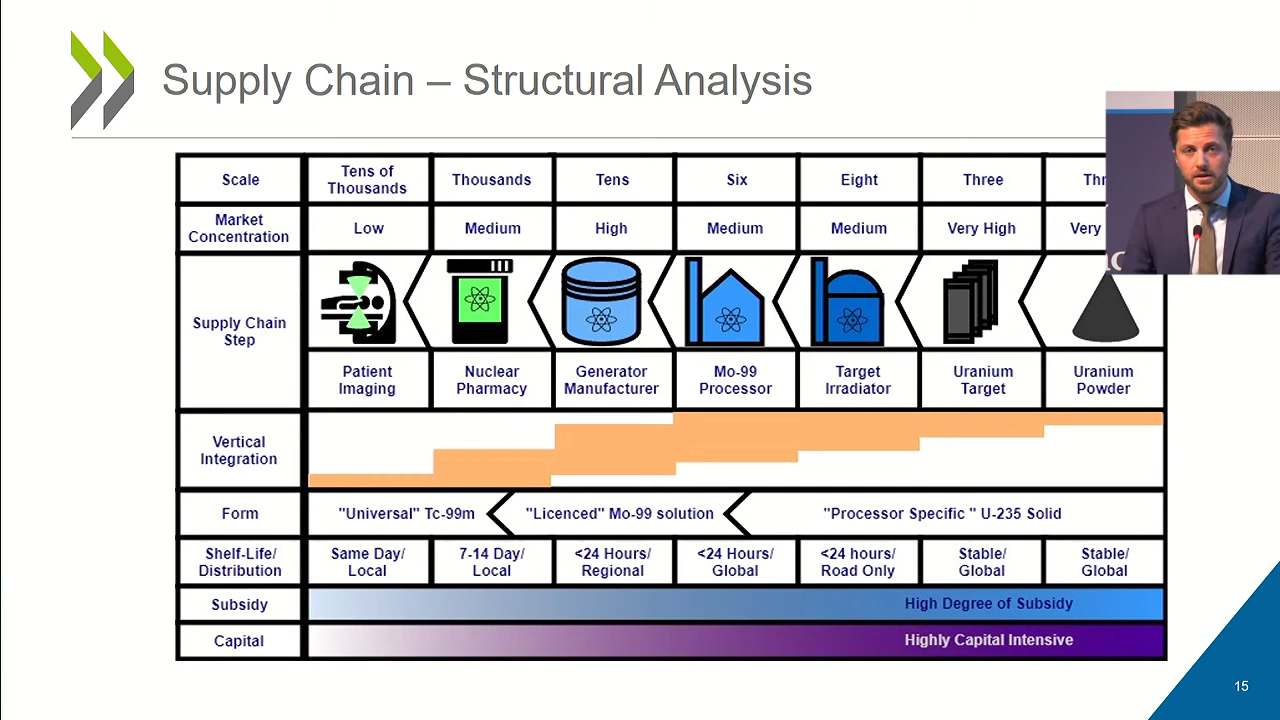 Supply Chain – Structural Analysis
Scale
Tens of
Thousands
Thousands
Tens
Six
Eight
Three
Market
Concentration
Low
Medium
High
Medium
Medium
Very High
Very
Supply Chain
Step
Patient
Imaging
Nuclear
Pharmacy
Generator
Manufacturer
Mo-99
Processor
Target
Irradiator
Uranium
Target
Uranium
Powder
Vertical
Integration
Form
"Universal" Tc-99m
"Licenced" Mo-99 solution
"Processor Specific " U-235 Solid
Shelf-Life/
Distribution
Same Day/
Local
7-14 Day/
Local
<24 Hours/
Regional
<24 Hours/
Global
<24 hours/
Road Only
Stable/
Global
Stable/
Global
Subsidy
High Degree of Subsidy
Capital
Highly Capital Intensive
15